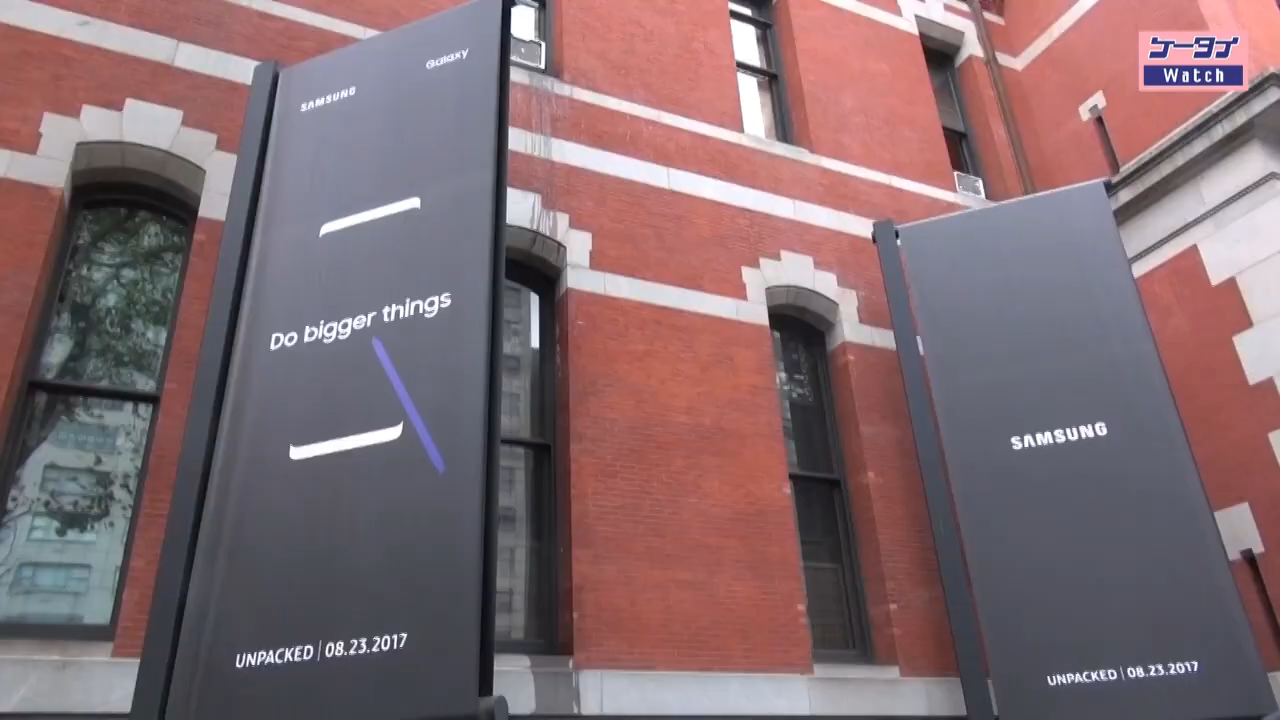 ケータイ
Watch
SAMSUNG
Galaxy
Do bigger things
UNPACKED | 08.23.2017
SAMSUNG
UNPACKED | 08.23.2017